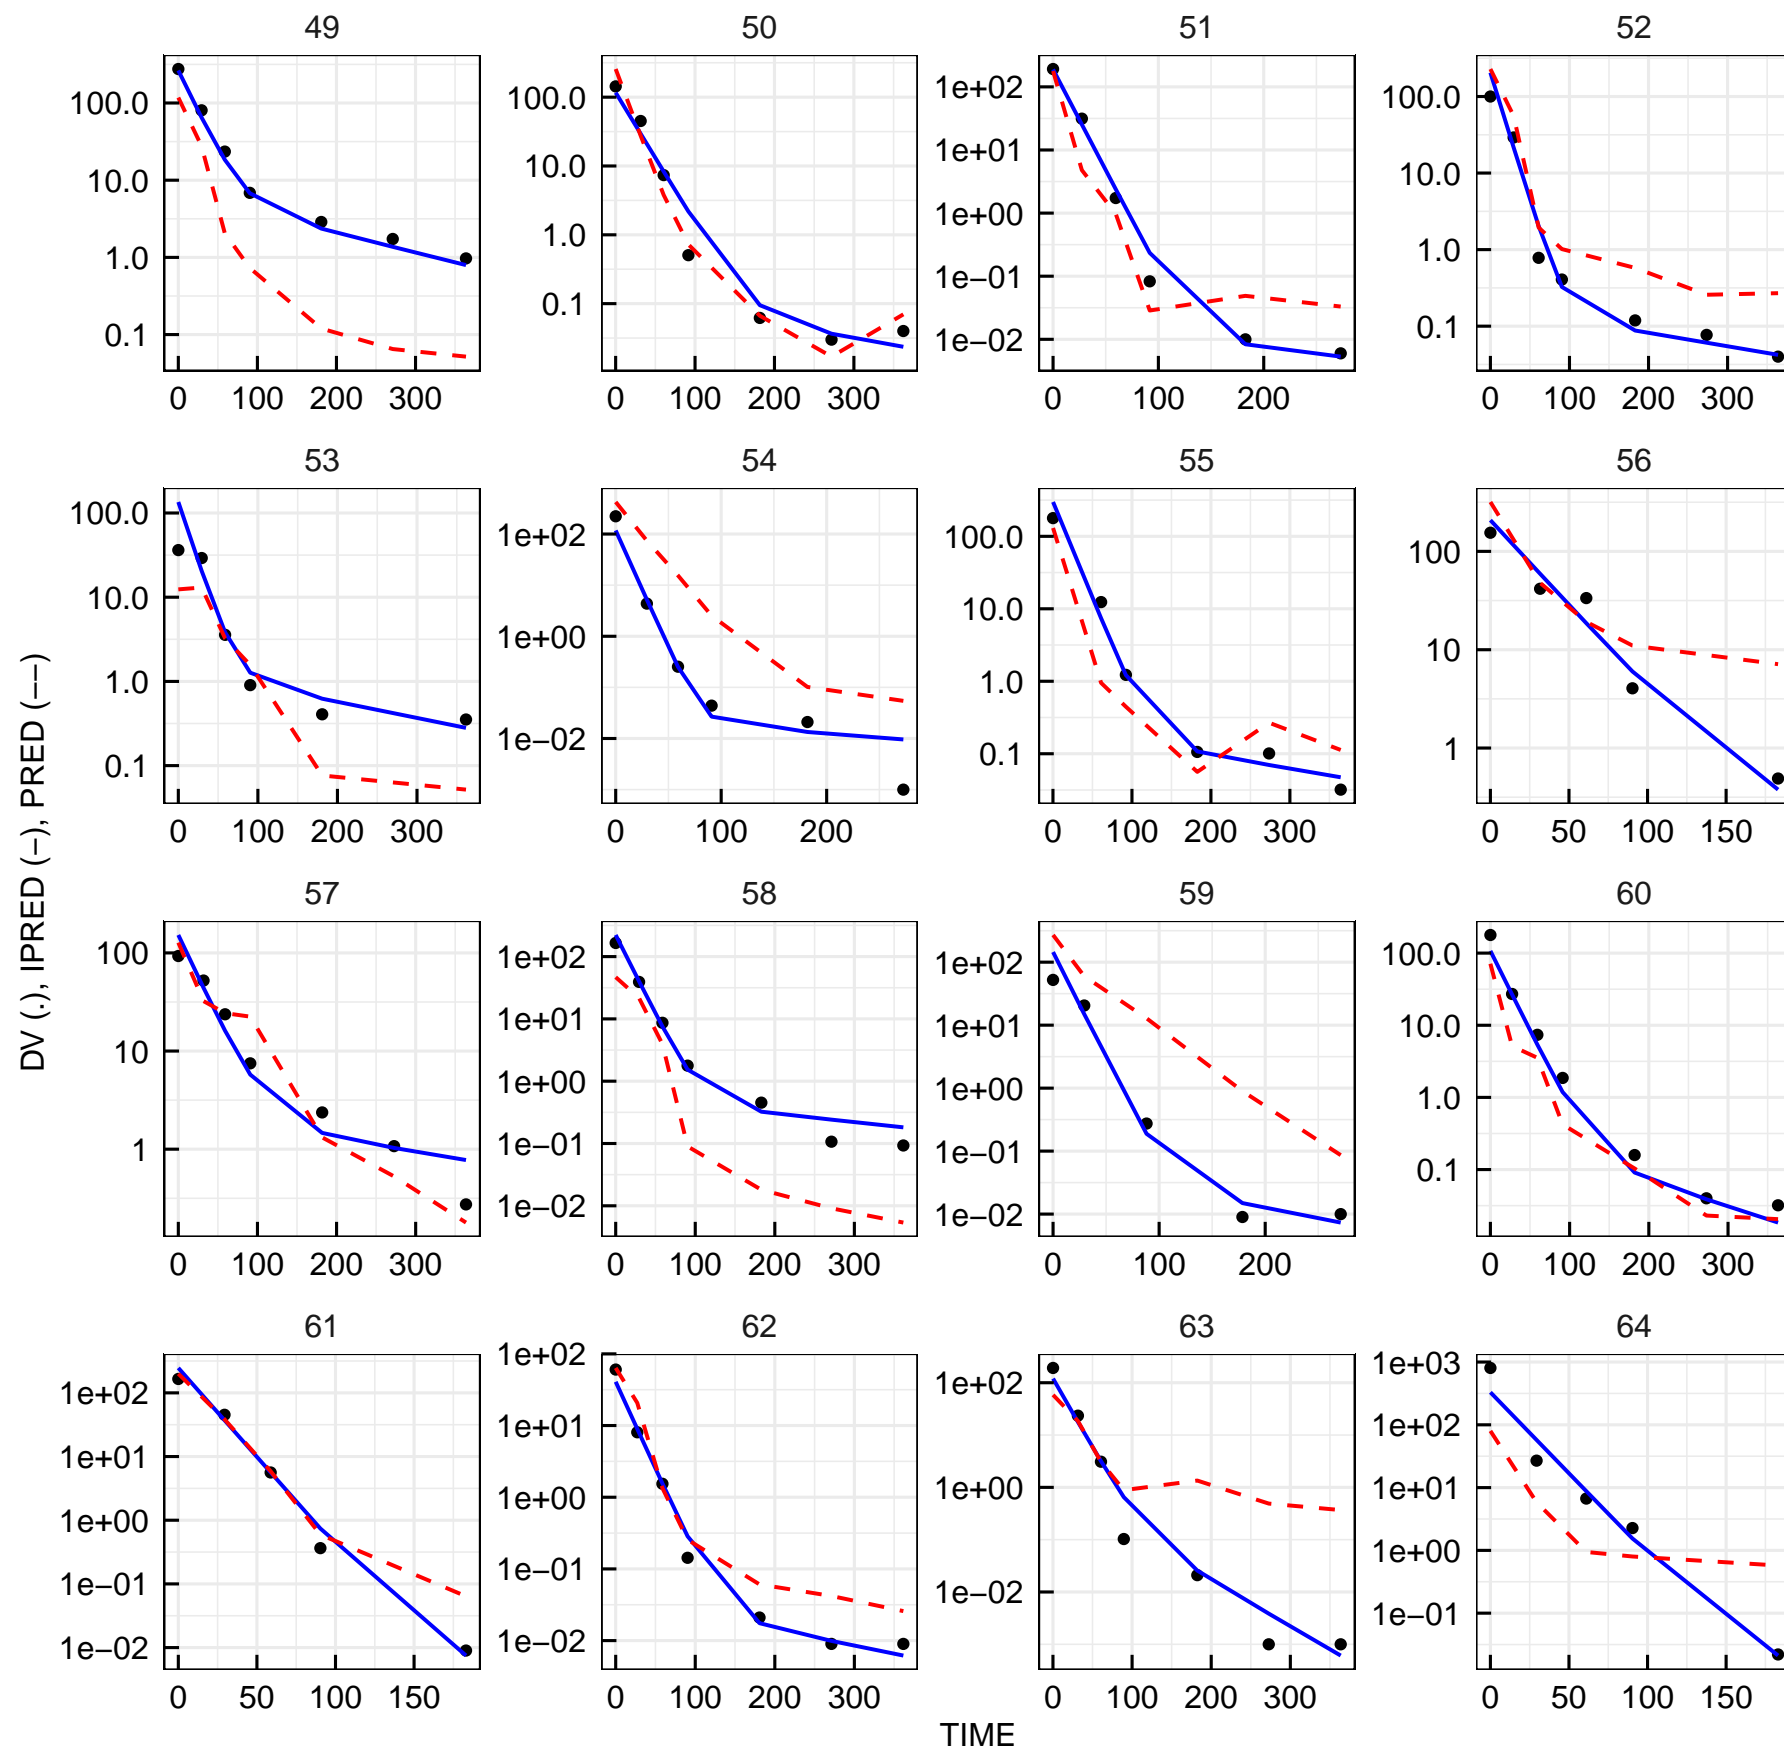 49 50 51 52
100.0 10.0 1.0 0.1
0 100 200 300
100.0 10.0 1.0 0.1
0 100 200 300
1e+02 1e+01 1e+00 1e−01 1e−02
0 100 200
100.0 10.0 1.0 0.1
0 100 200 300
53 54 55 56
100.0 10.0 1.0 0.1
0 100 200 300
1e+02 1e+00 1e−02
0 100 200
100.0 10.0 1.0 0.1
0 100 200 300
100 10 1
0 50 100 150
57 58 59 60
100 10 1
0 100 200 300
1e+02 1e+01 1e+00 1e−01 1e−02
0 100 200 300
1e+02 1e+01 1e+00 1e−01 1e−02
0 100 200
100.0 10.0 1.0 0.1
0 100 200 300
61 62 63 64
1e+02 1e+01 1e+00 1e−01 1e−02
0 50 100 150
1e+02 1e+01 1e+00 1e−01 1e−02
0 100 200 300
1e+02 1e+00 1e−02
0 100 200 300
1e+03 1e+02 1e+01 1e+00 1e−01
0 50 100 150
DV (.), IPRED (−), PRED (−−)
TIME